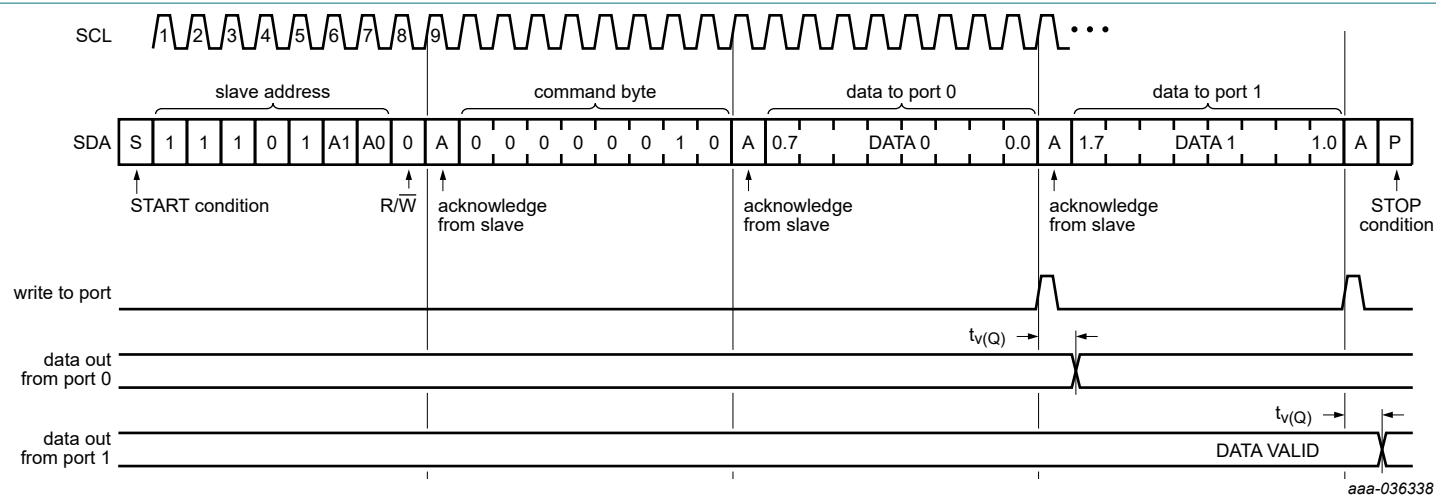 SCL 1 2 3 4 5 6 7 8 9 • • •
slave address command byte data to port 0 data to port 1
SDA S 1 1 1 0 1 A1 A0 0 A 0 0 0 0 0 0 1 0 A 0.7 DATA 0 0.0 A 1.7 DATA 1 1.0 A P
START condition R/W̅ acknowledge from slave acknowledge from slave acknowledge from slave STOP condition
write to port
tv(Q)
data out
from port 0
tv(Q)
data out
from port 1 DATA VALID
aaa-036338